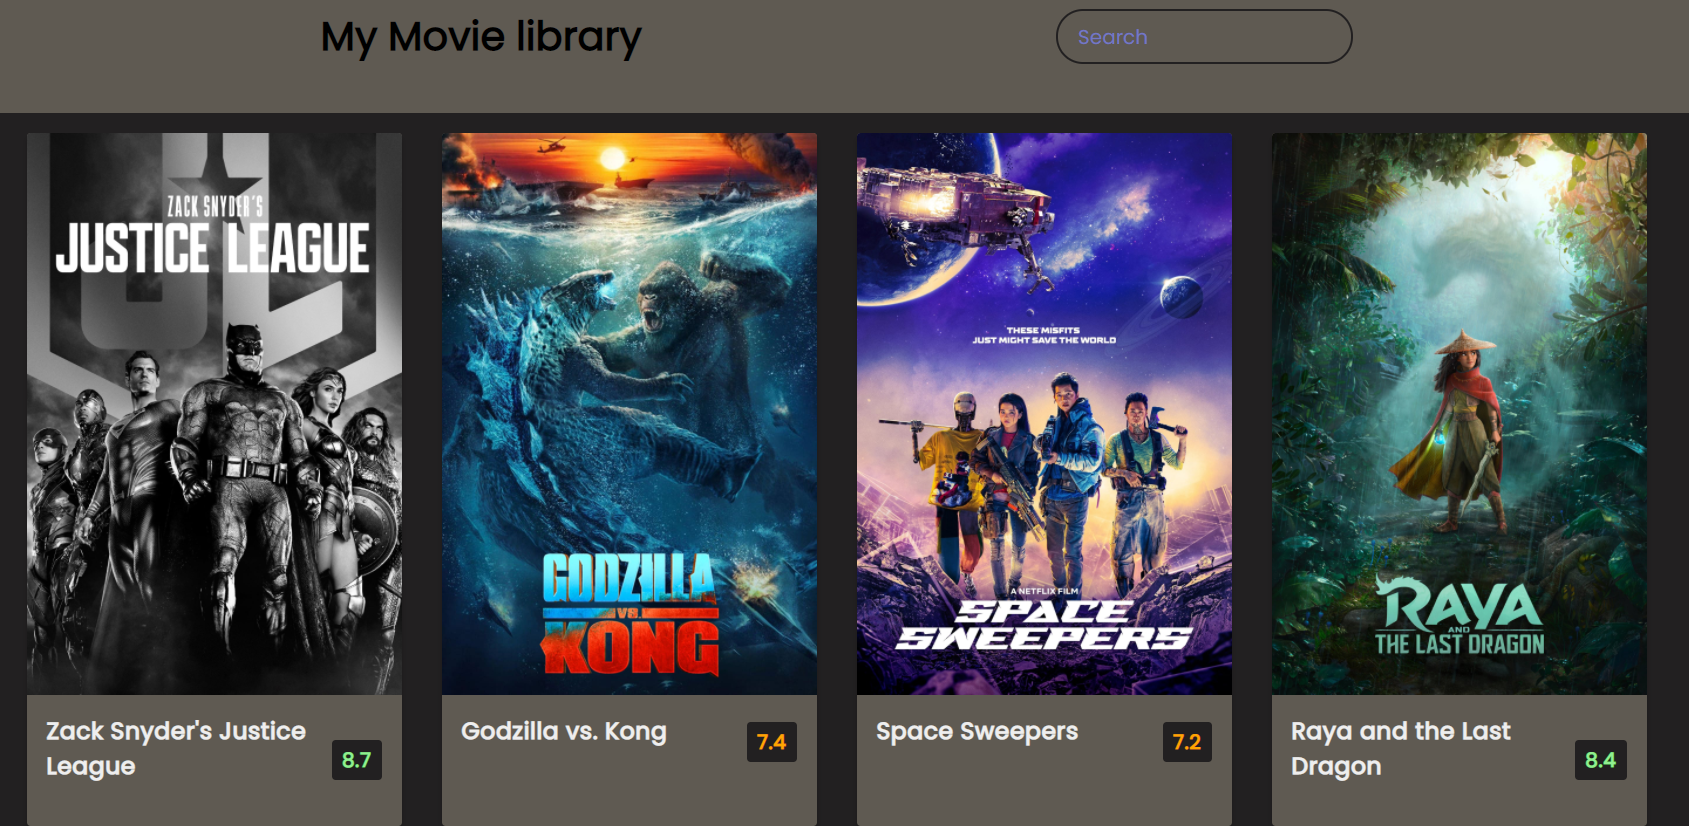 My Movie library
Search
ZACK SNYDER'S
JUSTICE LEAGUE
JL
GODZILLA
VS.
KONG
THESE MISFITS
JUST MIGHT SAVE THE WORLD
A NETFLIX FILM
SPACE
SWEEPERS
RAYA
AND
THE LAST DRAGON
Zack Snyder's Justice
League
8.7
Godzilla vs. Kong
7.4
Space Sweepers
7.2
Raya and the Last
Dragon
8.4